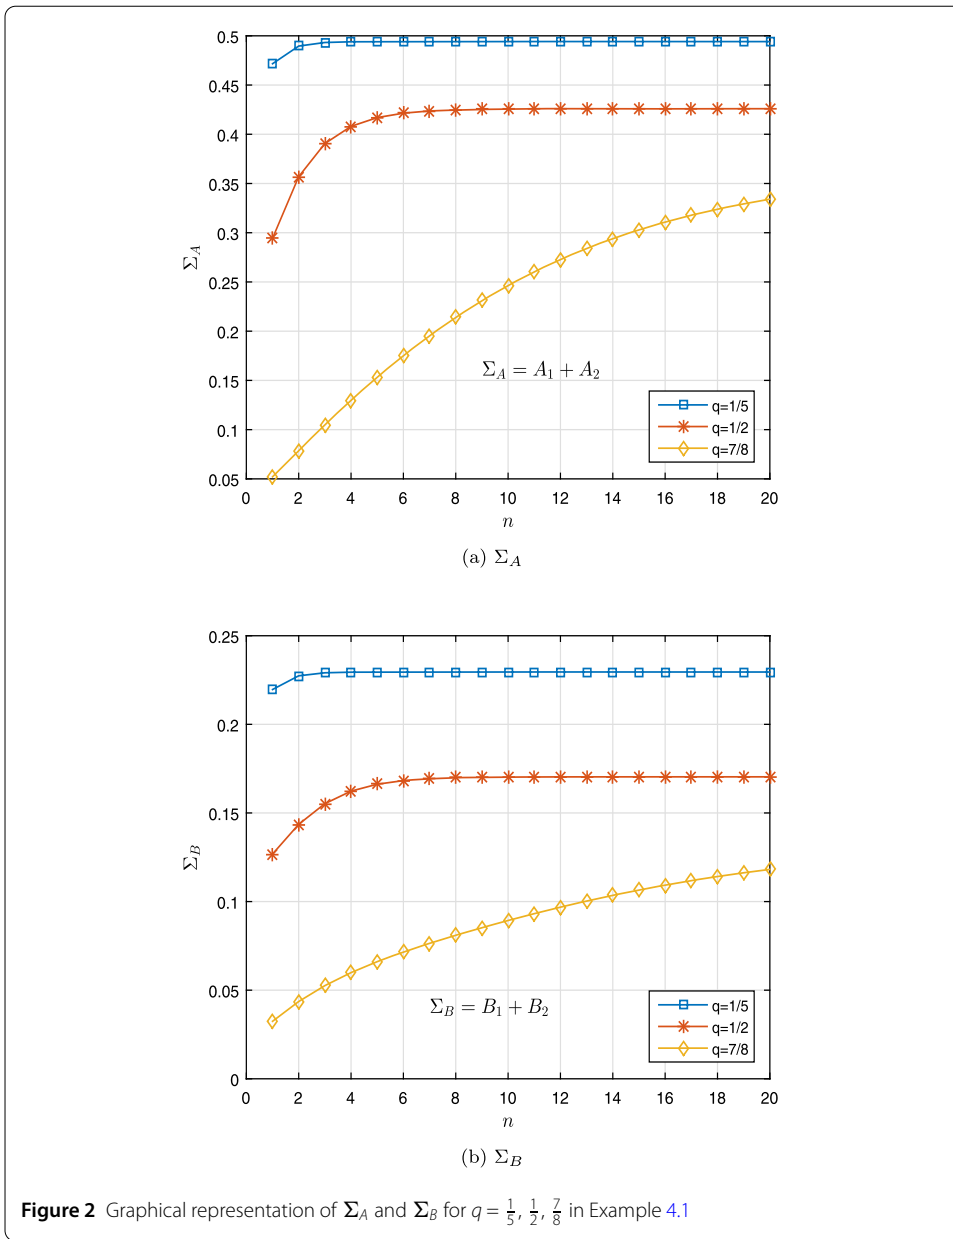 0.5
0.45
0.4
0.35
0.3
0.25
0.2
0.15
0.1
0.05
Σ_A
Σ_A = A_1 + A_2
q=1/5
q=1/2
q=7/8
0 2 4 6 8 10 12 14 16 18 20
n
(a) Σ_A
0.25
0.2
0.15
0.1
0.05
0
Σ_B
Σ_B = B_1 + B_2
q=1/5
q=1/2
q=7/8
0 2 4 6 8 10 12 14 16 18 20
n
(b) Σ_B
Figure 2 Graphical representation of Σ_A and Σ_B for q = 1/5, 1/2, 7/8 in Example 4.1